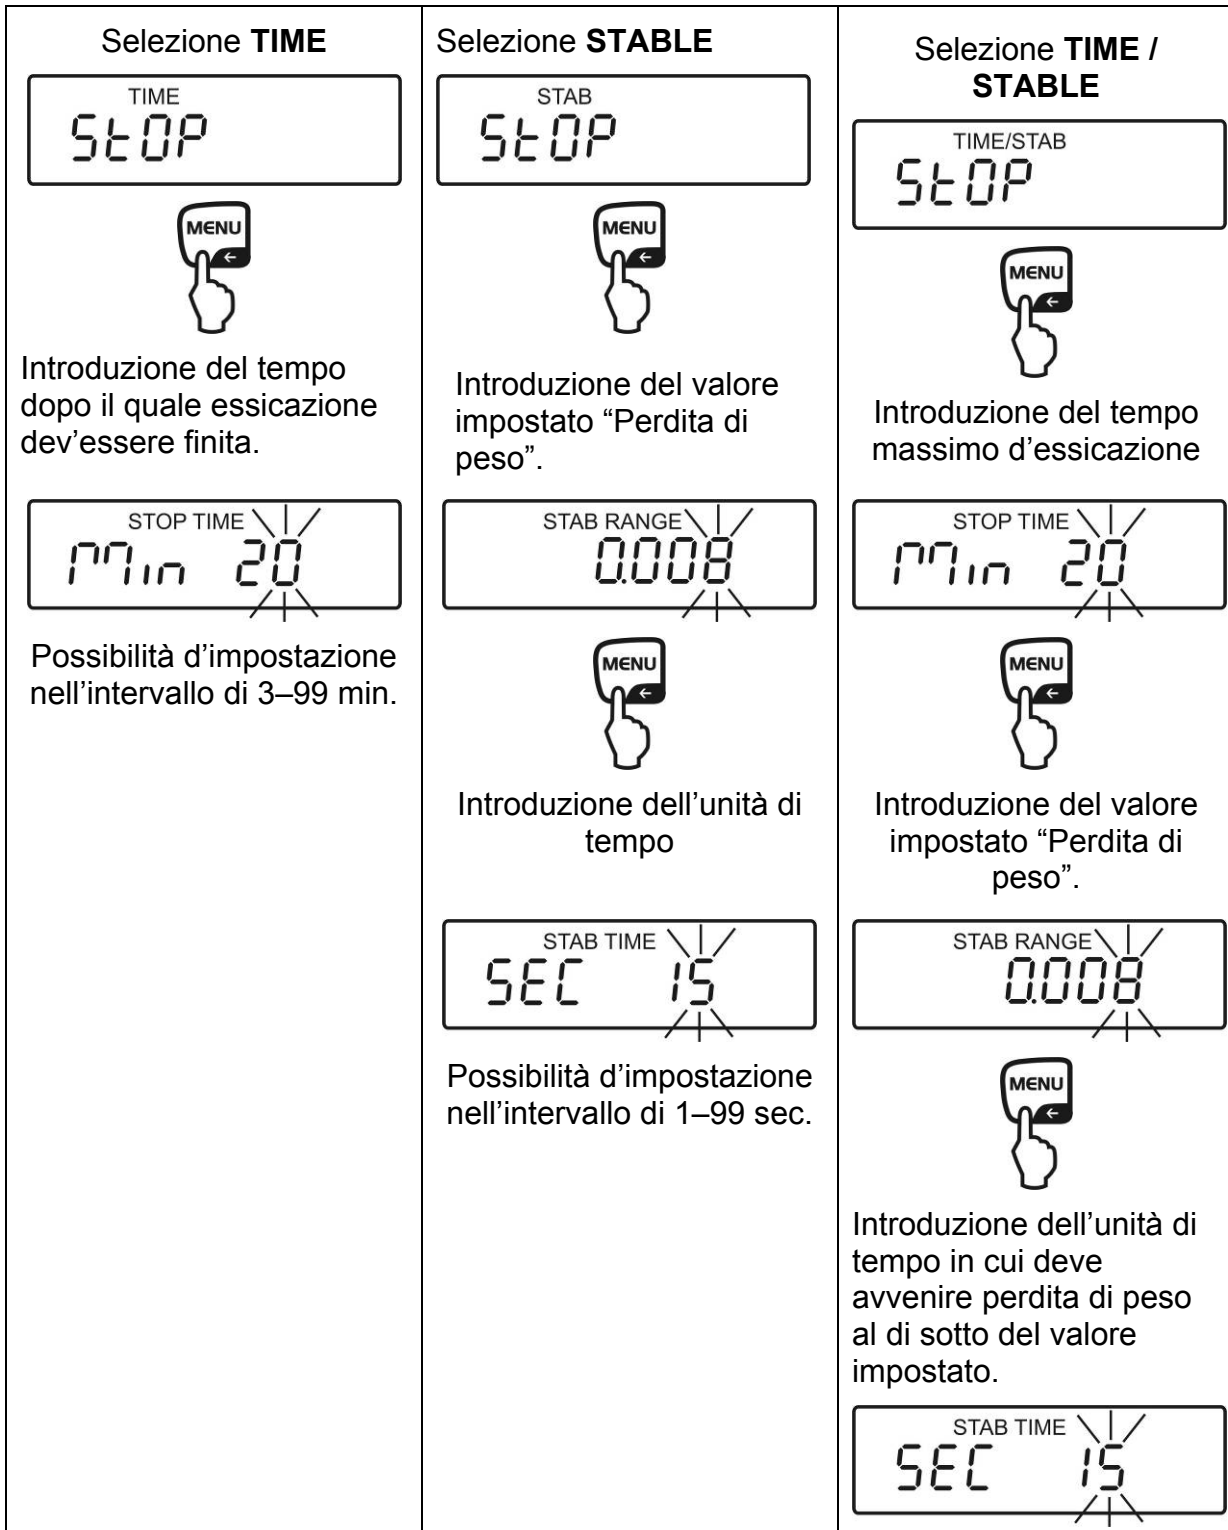 Selezione TIME
TIME
StOP
MENU
Introduzione del tempo
dopo il quale essicazione
dev’essere finita.
STOP TIME
Min 20
Possibilità d’impostazione
nell’intervallo di 3–99 min.
Selezione STABLE
STAB
StOP
MENU
Introduzione del valore
impostato “Perdita di
peso”.
STAB RANGE
0.008
MENU
Introduzione dell’unità di
tempo
STAB TIME
SEC 15
Possibilità d’impostazione
nell’intervallo di 1–99 sec.
Selezione TIME /
STABLE
TIME/STAB
StOP
MENU
Introduzione del tempo
massimo d’essicazione
STOP TIME
Min 20
MENU
Introduzione del valore
impostato “Perdita di
peso”.
STAB RANGE
0.008
MENU
Introduzione dell’unità di
tempo in cui deve
avvenire perdita di peso
al di sotto del valore
impostato.
STAB TIME
SEC 15